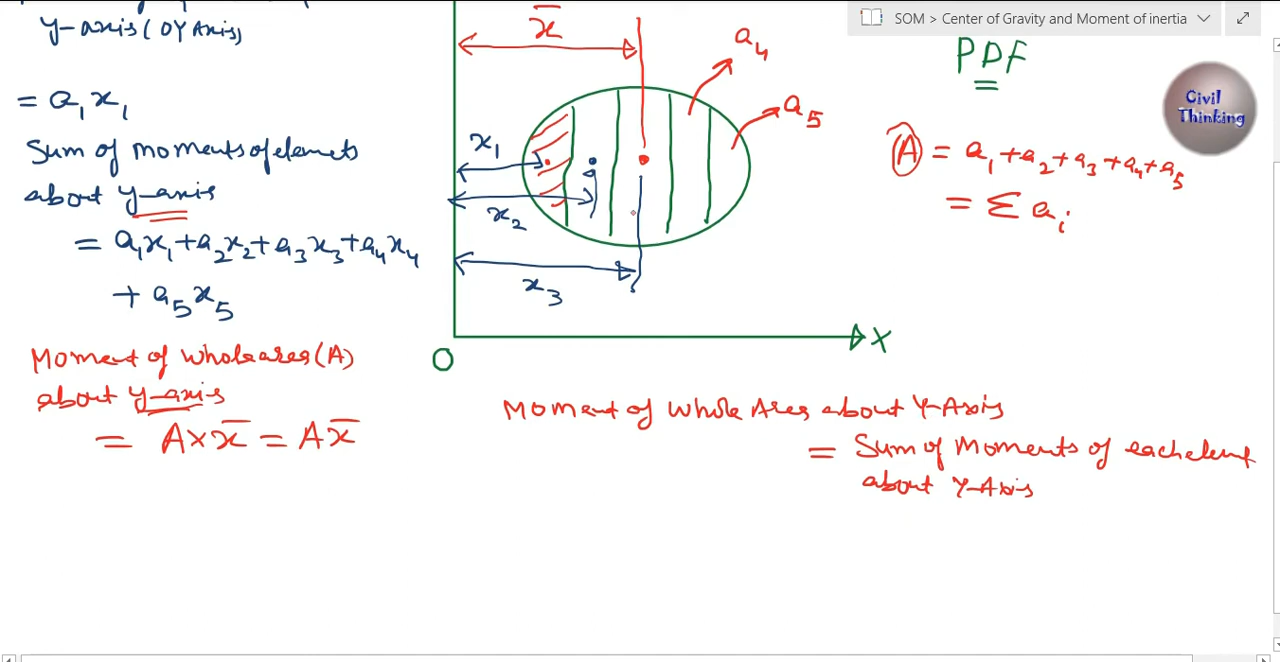 y-axis (OY Axis)
= a₁x₁
Sum of moments of elemets
about y-axis
= a₁x₁+a₂x₂+a₃x₃+a₄x₄
+ a₅x₅
Moment of whole area (A)
about y-axis
= A×x̅ = Ax̅
x̅
a₄
a₅
x₁
x₂
x₃
O
X
SOM > Center of Gravity and Moment of inertia
PDF
Civil
Thinking
A = a₁+a₂+a₃+a₄+a₅
= Σ aᵢ
Moment of whole Area about Y-Axis
= Sum of Moments of each elemt
about Y-Axis